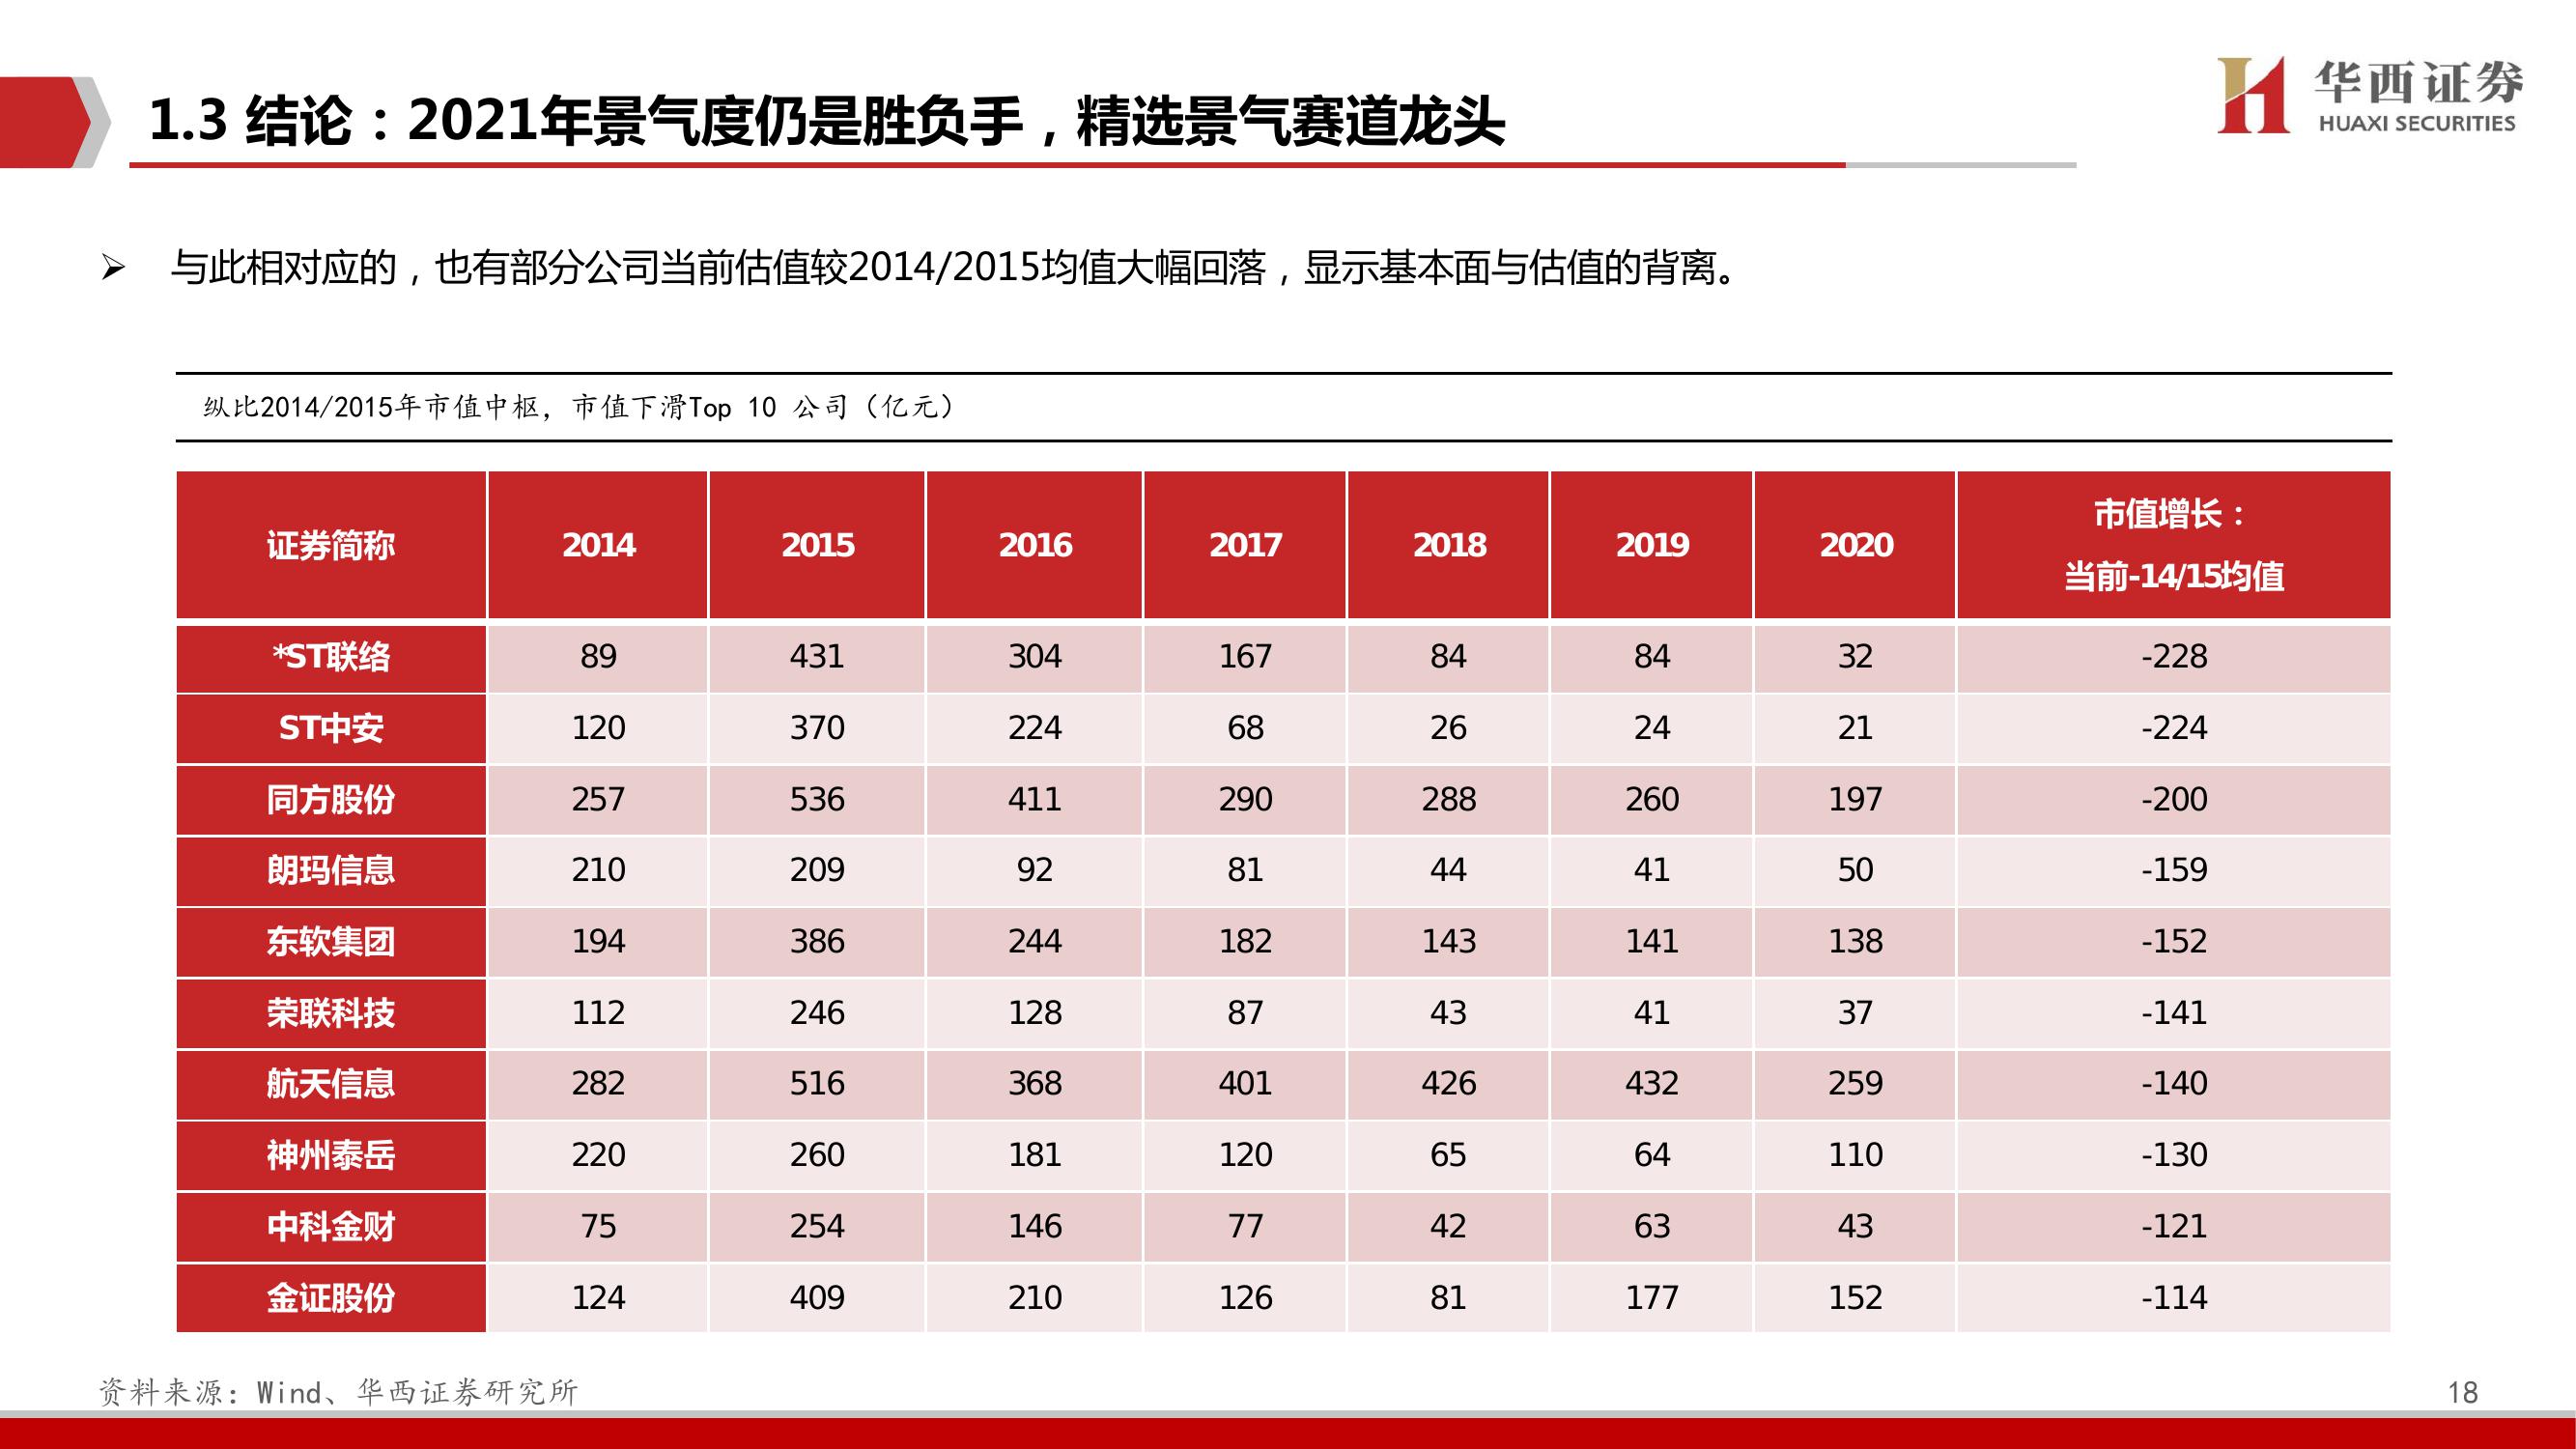 1.3 结论：2021年景气度仍是胜负手，精选景气赛道龙头
华西证券
HUAXI SECURITIES
与此相对应的，也有部分公司当前估值较2014/2015均值大幅回落，显示基本面与估值的背离。
纵比2014/2015年市值中枢，市值下滑Top 10 公司（亿元）
证券简称 2014 2015 2016 2017 2018 2019 2020 市值增长：
当前-14/15均值
*ST联络 89 431 304 167 84 84 32 -228
ST中安 120 370 224 68 26 24 21 -224
同方股份 257 536 411 290 288 260 197 -200
朗玛信息 210 209 92 81 44 41 50 -159
东软集团 194 386 244 182 143 141 138 -152
荣联科技 112 246 128 87 43 41 37 -141
航天信息 282 516 368 401 426 432 259 -140
神州泰岳 220 260 181 120 65 64 110 -130
中科金财 75 254 146 77 42 63 43 -121
金证股份 124 409 210 126 81 177 152 -114
资料来源：Wind、华西证券研究所
18